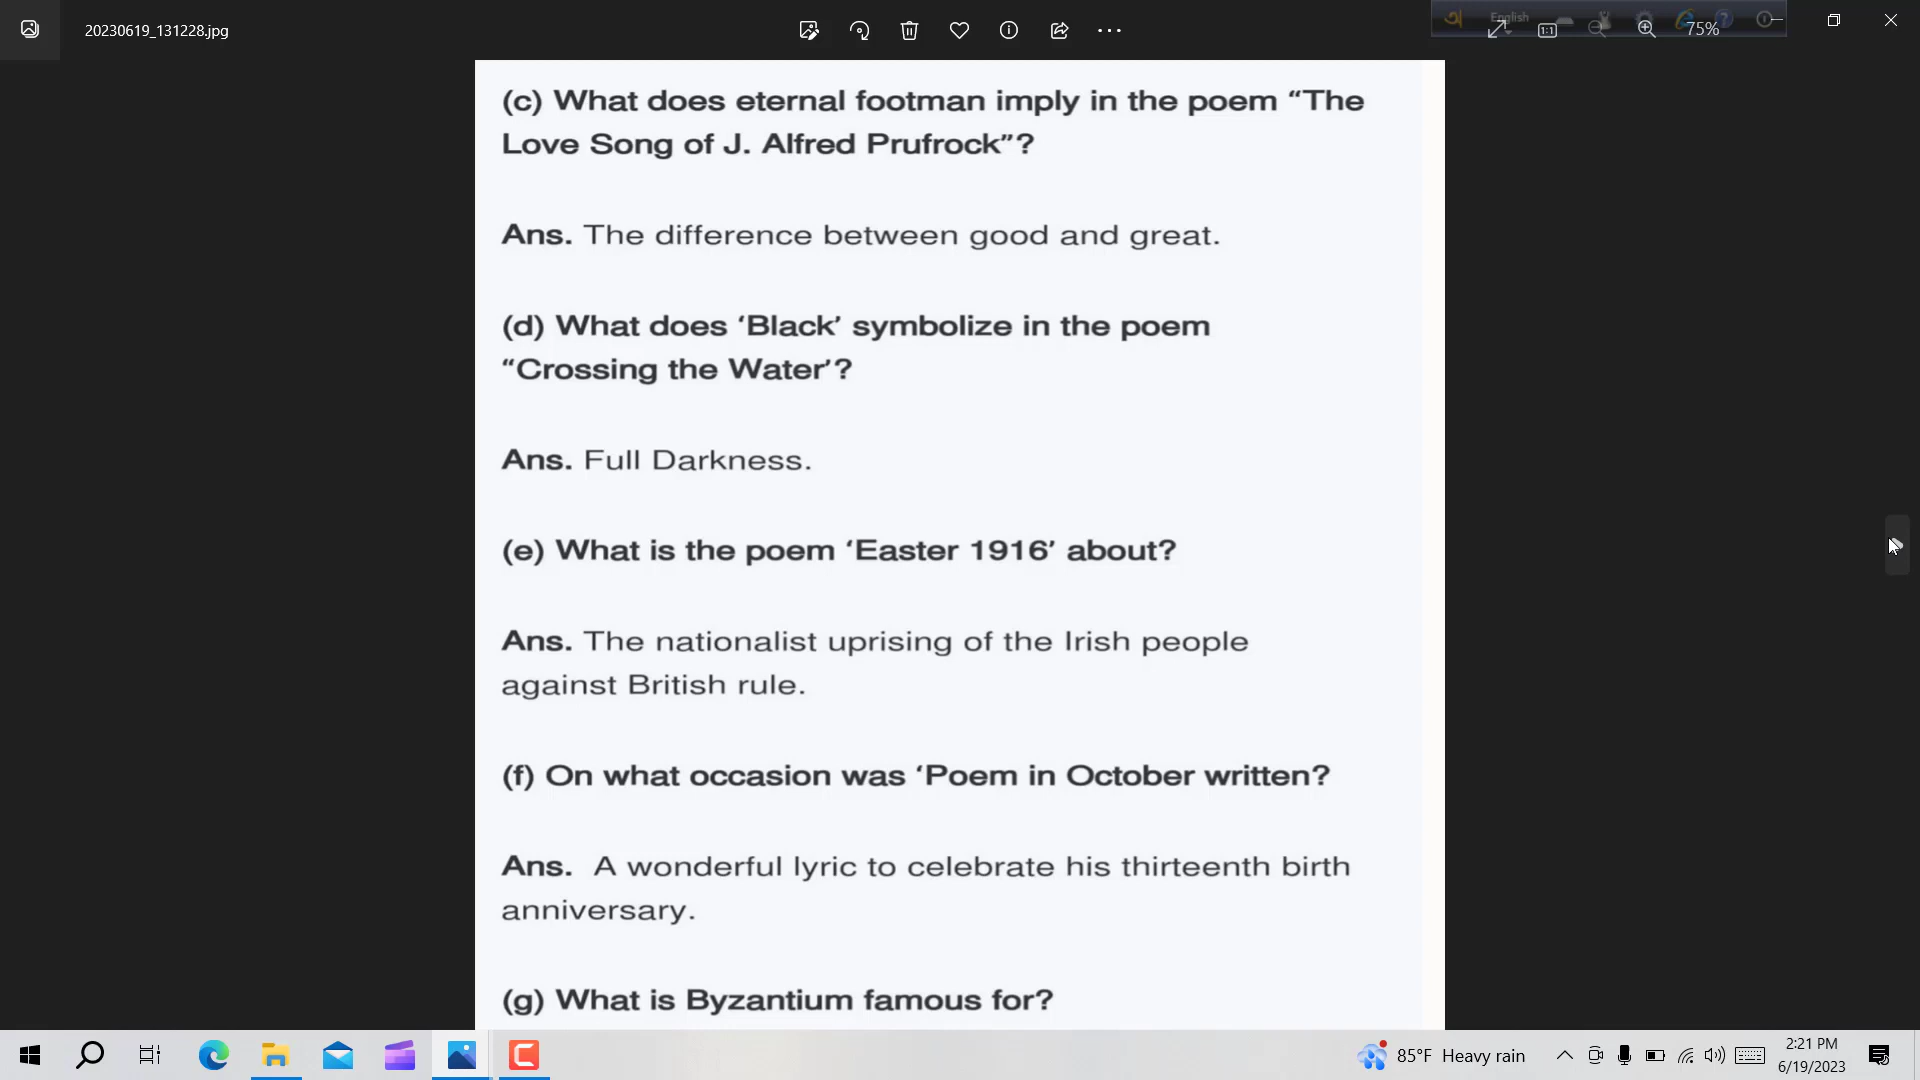 20230619_131228.jpg
English
75%
(c) What does eternal footman imply in the poem “The
Love Song of J. Alfred Prufrock”?
Ans. The difference between good and great.
(d) What does ‘Black’ symbolize in the poem
“Crossing the Water’?
Ans. Full Darkness.
(e) What is the poem ‘Easter 1916’ about?
Ans. The nationalist uprising of the Irish people
against British rule.
(f) On what occasion was ‘Poem in October written?
Ans. A wonderful lyric to celebrate his thirteenth birth
anniversary.
(g) What is Byzantium famous for?
85°F Heavy rain
2:21 PM
6/19/2023